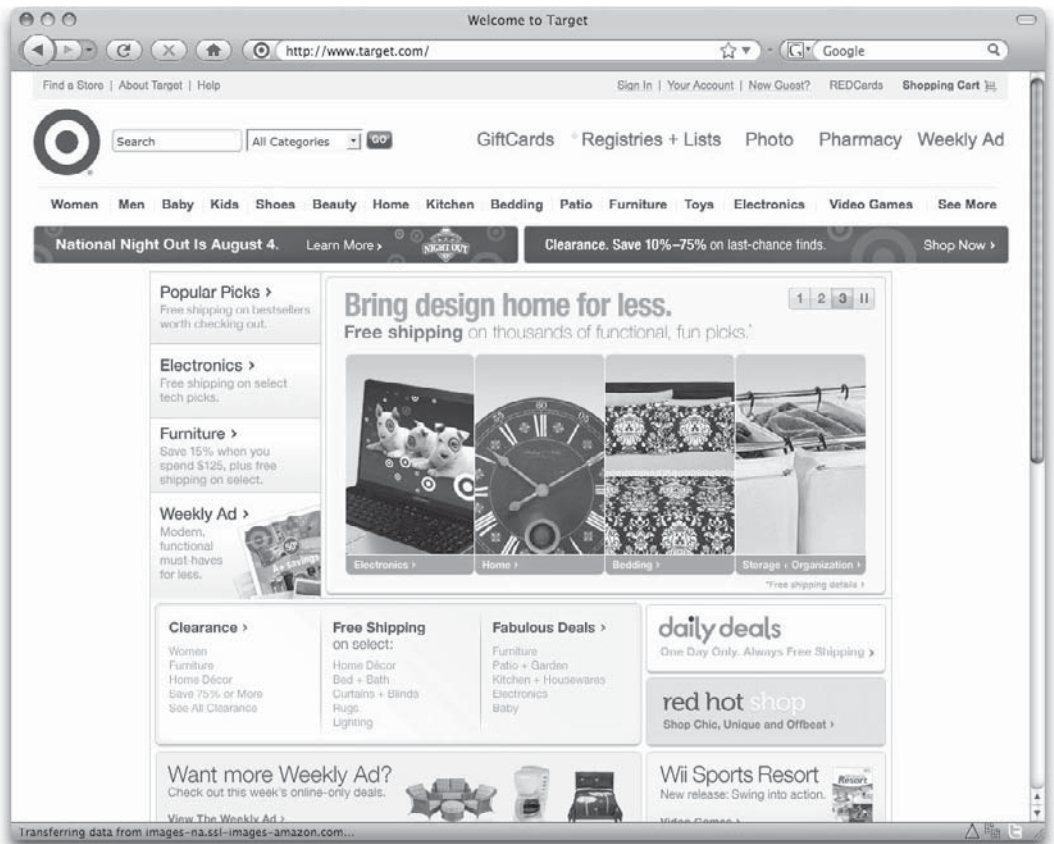 Welcome to Target
http://www.target.com/
Google
Find a Store | About Target | Help
Sign In | Your Account | New Guest? REDCards Shopping Cart
Search
All Categories
GO
GiftCards Registries + Lists Photo Pharmacy Weekly Ad
Women Men Baby Kids Shoes Beauty Home Kitchen Bedding Patio Furniture Toys Electronics Video Games See More
National Night Out Is August 4. Learn More ›
NIGHT OUT
Clearance. Save 10%–75% on last-chance finds. Shop Now ›
Popular Picks ›
Free shipping on bestsellers
worth checking out.
Electronics ›
Free shipping on select
tech picks.
Furniture ›
Save 15% when you
spend $125, plus free
shipping on select.
Weekly Ad ›
Modern,
functional
must-haves
for less.
A+ savings
Bring design home for less.
1 2 3
Free shipping on thousands of functional, fun picks.*
Electronics ›
Home ›
Bedding ›
Storage + Organization ›
*Free shipping details ›
Clearance ›
Women
Furniture
Home Décor
Save 75% or More
See All Clearance
Free Shipping
on select:
Home Décor
Bed + Bath
Curtains + Blinds
Rugs
Lighting
Fabulous Deals ›
Furniture
Patio + Garden
Kitchen + Housewares
Electronics
Baby
daily deals
One Day Only. Always Free Shipping ›
red hot shop
Shop Chic, Unique and Offbeat ›
Want more Weekly Ad?
Check out this week's online-only deals.
View The Weekly Ad ›
Wii Sports Resort
New release: Swing into action.
Video Games ›
Resort
Transferring data from images-na.ssl-images-amazon.com...